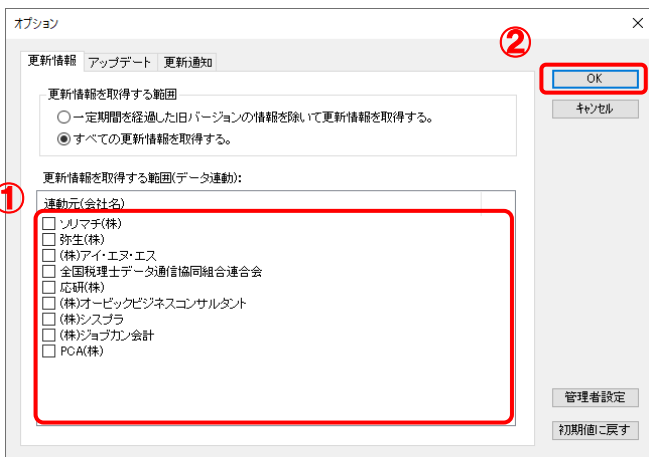 オプション
②
更新情報 アップデート 更新通知
OK
キャンセル
更新情報を取得する範囲
一定期間を経過した旧バージョンの情報を除いて更新情報を取得する。
すべての更新情報を取得する。
更新情報を取得する範囲(データ連動):
①
連動元(会社名)
ソリマチ(株)
弥生(株)
(株)アイ・エヌ・エス
全国税理士データ通信協同組合連合会
応研(株)
(株)オービックビジネスコンサルタント
(株)シスプラ
(株)ジョブカン会計
PCA(株)
管理者設定
初期値に戻す